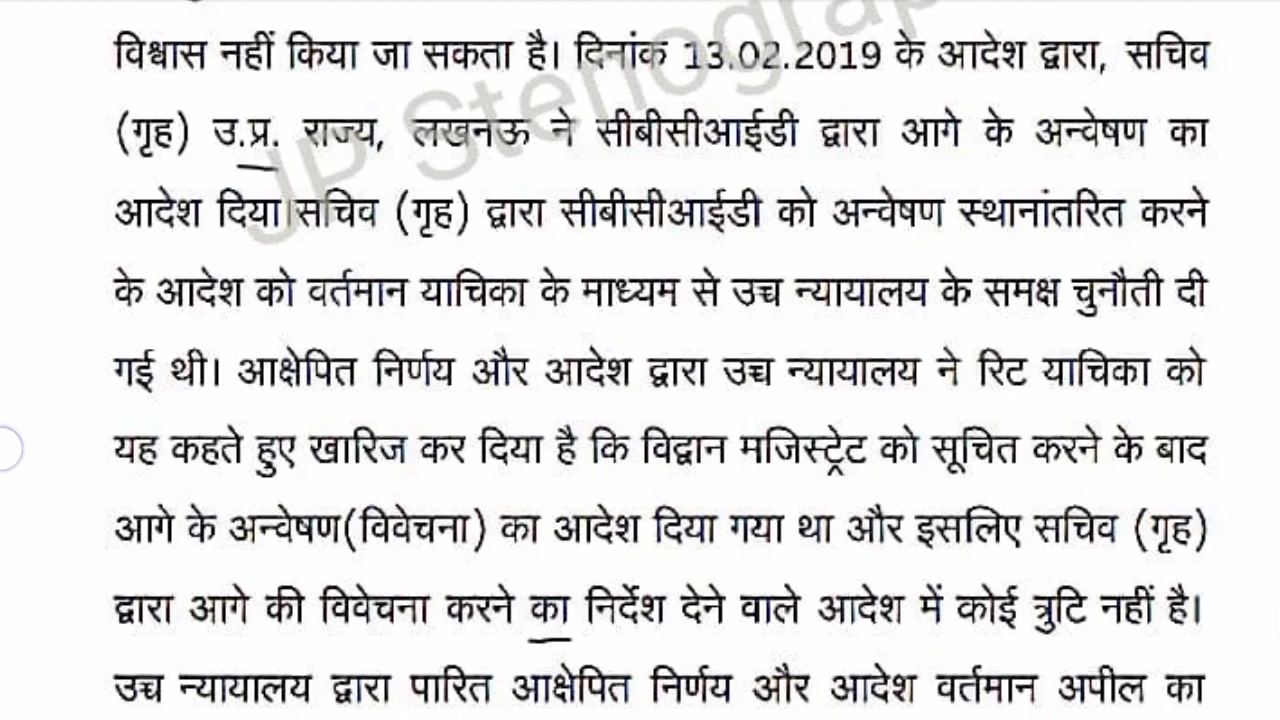 विश्वास नहीं किया जा सकता है। दिनांक 13.02.2019 के आदेश द्वारा, सचिव
(गृह) उ.प्र. राज्य, लखनऊ ने सीबीसीआईडी द्वारा आगे के अन्वेषण का
आदेश दिया।सचिव (गृह) द्वारा सीबीसीआईडी को अन्वेषण स्थानांतरित करने
के आदेश को वर्तमान याचिका के माध्यम से उच्च न्यायालय के समक्ष चुनौती दी
गई थी। आक्षेपित निर्णय और आदेश द्वारा उच्च न्यायालय ने रिट याचिका को
यह कहते हुए खारिज कर दिया है कि विद्वान मजिस्ट्रेट को सूचित करने के बाद
आगे के अन्वेषण(विवेचना) का आदेश दिया गया था और इसलिए सचिव (गृह)
द्वारा आगे की विवेचना करने का निर्देश देने वाले आदेश में कोई त्रुटि नहीं है।
उच्च न्यायालय द्वारा पारित आक्षेपित निर्णय और आदेश वर्तमान अपील का
JP Stenograp